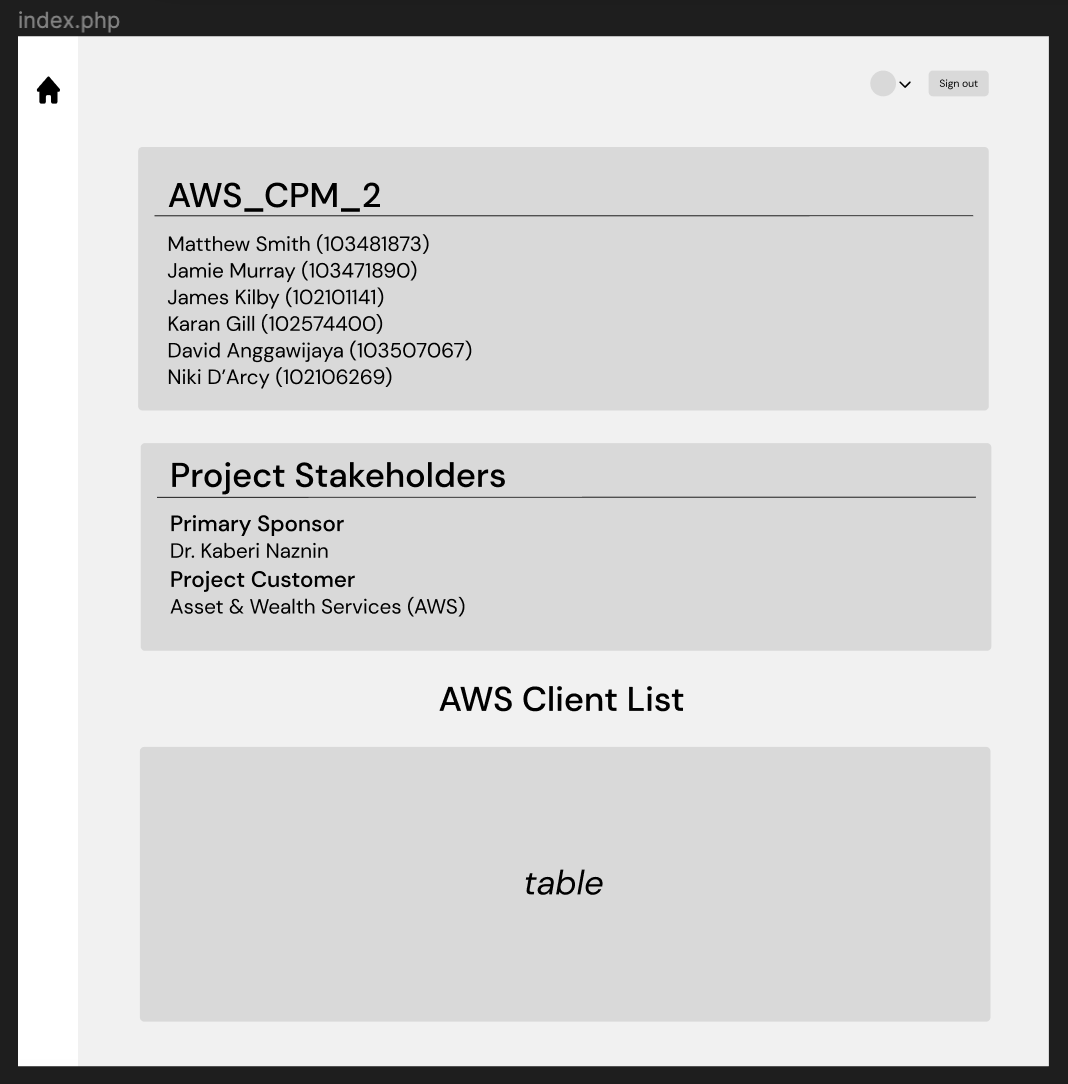 index.php
Sign out
AWS_CPM_2
Matthew Smith (103481873)
Jamie Murray (103471890)
James Kilby (102101141)
Karan Gill (102574400)
David Anggawijaya (103507067)
Niki D’Arcy (102106269)
Project Stakeholders
Primary Sponsor
Dr. Kaberi Naznin
Project Customer
Asset & Wealth Services (AWS)
AWS Client List
table